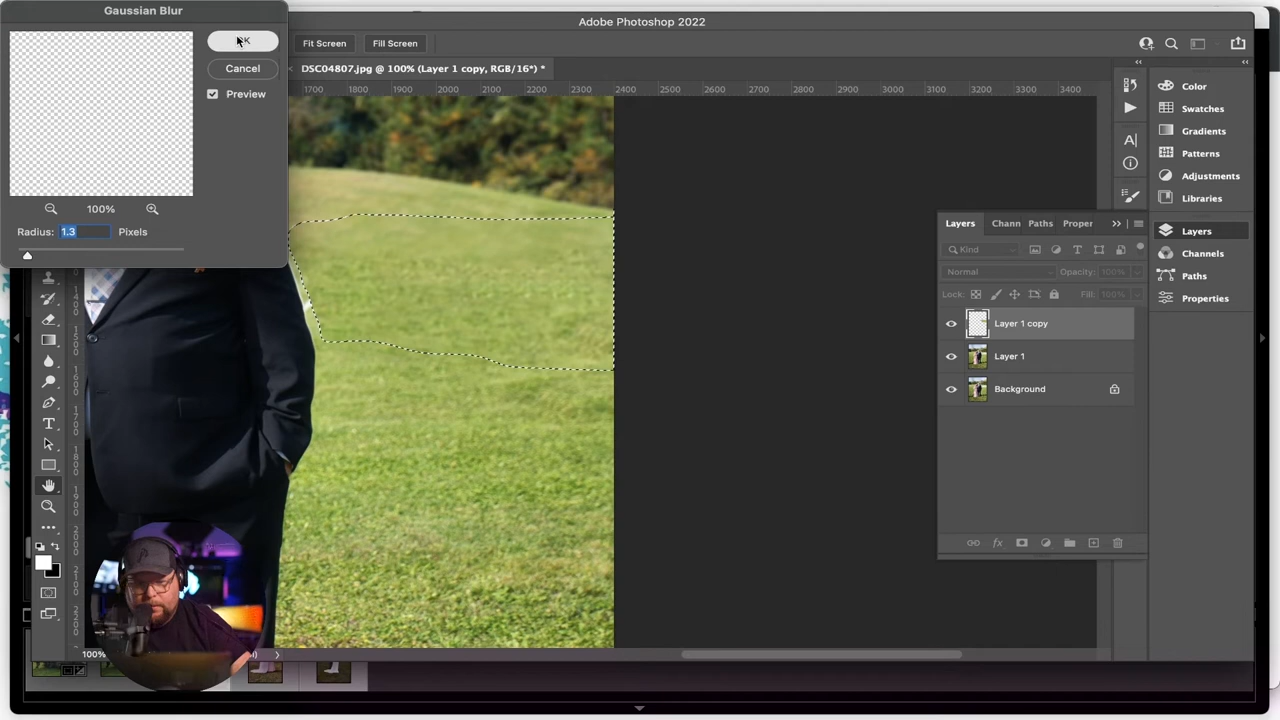 Gaussian Blur
Adobe Photoshop 2022
Cancel
Preview
100%
Radius: 1.3 Pixels
Fit Screen
Fill Screen
DSC04807.jpg @ 100% (Layer 1 copy, RGB/16*) *
1700 1800 1900 2000 2100 2200 2300 2400 2500 2600 2700 2800 2900 3000 3100 3200 3300 3400
Color
Swatches
Gradients
Patterns
Adjustments
Libraries
Layers
Channels
Paths
Properties
Layers Chann Paths Proper
Kind
Normal
Opacity: 100%
Lock:
Fill: 100%
Layer 1 copy
Layer 1
Background
fx
100%